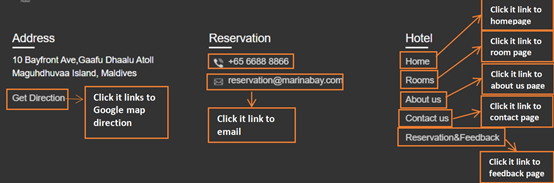 Address
10 Bayfront Ave,Gaafu Dhaalu Atoll
Maguhdhuvaa Island, Maldives
Get Direction
Click it links to
Google map
direction
Reservation
+65 6688 8866
reservation@marinabay.com
Click it link to
email
Hotel
Home
Rooms
About us
Contact us
Reservation&Feedback
Click it link to
homepage
Click it link to
room page
Click it link to
about us page
Click it link to
contact page
Click it link to
feedback page